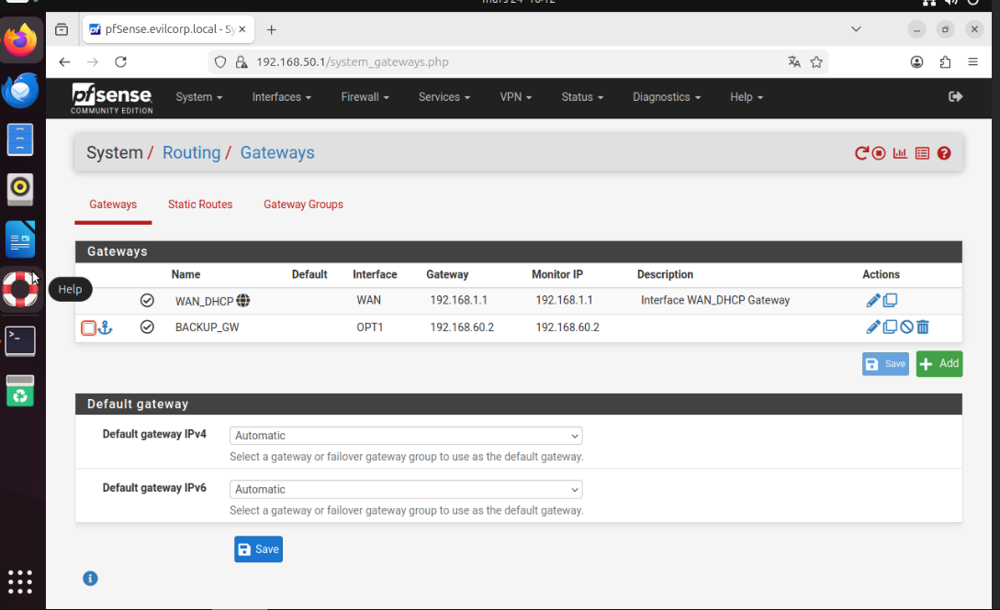 pfSense.evilcorp.local - Sy
192.168.50.1/system_gateways.php
pfsense
COMMUNITY EDITION
System Interfaces Firewall Services VPN Status Diagnostics Help
System / Routing / Gateways
Gateways Static Routes Gateway Groups
Gateways
Name Default Interface Gateway Monitor IP Description Actions
Help
WAN_DHCP WAN 192.168.1.1 192.168.1.1 Interface WAN_DHCP Gateway
BACKUP_GW OPT1 192.168.60.2 192.168.60.2
Save Add
Default gateway
Default gateway IPv4 Automatic
Select a gateway or failover gateway group to use as the default gateway.
Default gateway IPv6 Automatic
Select a gateway or failover gateway group to use as the default gateway.
Save